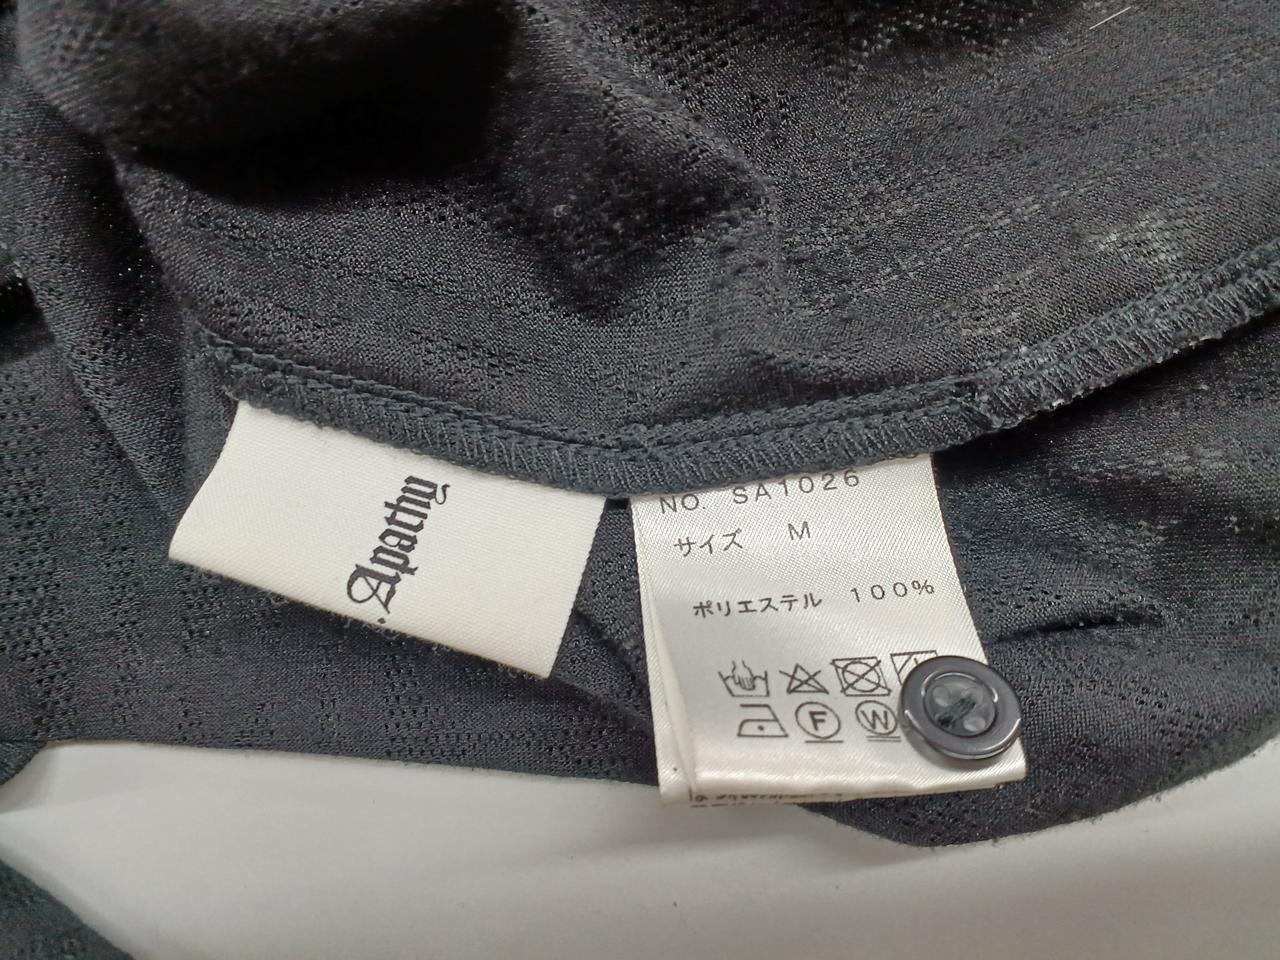 .Apathy
NO. SA1026
サイズ M
ポリエステル 100%
F
W